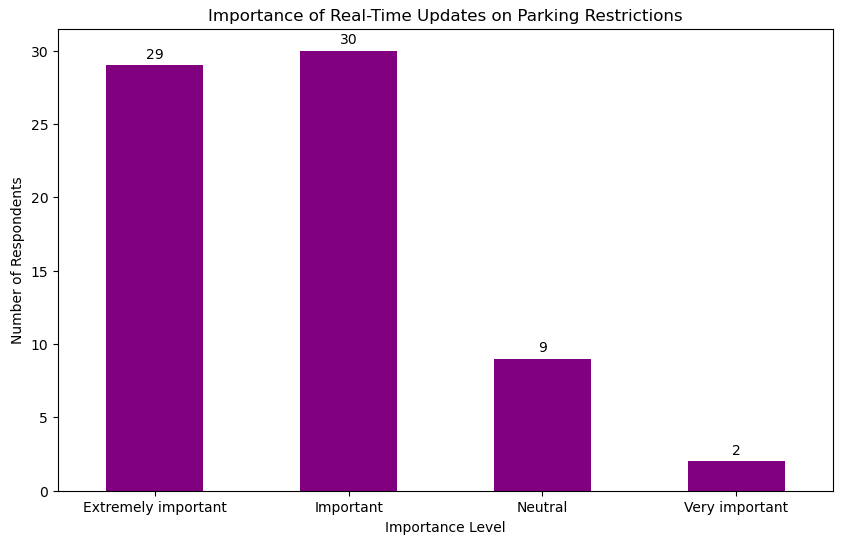 Importance of Real-Time Updates on Parking Restrictions
29
30
9
2
30
25
20
15
10
5
0
Number of Respondents
Extremely important
Important
Neutral
Very important
Importance Level